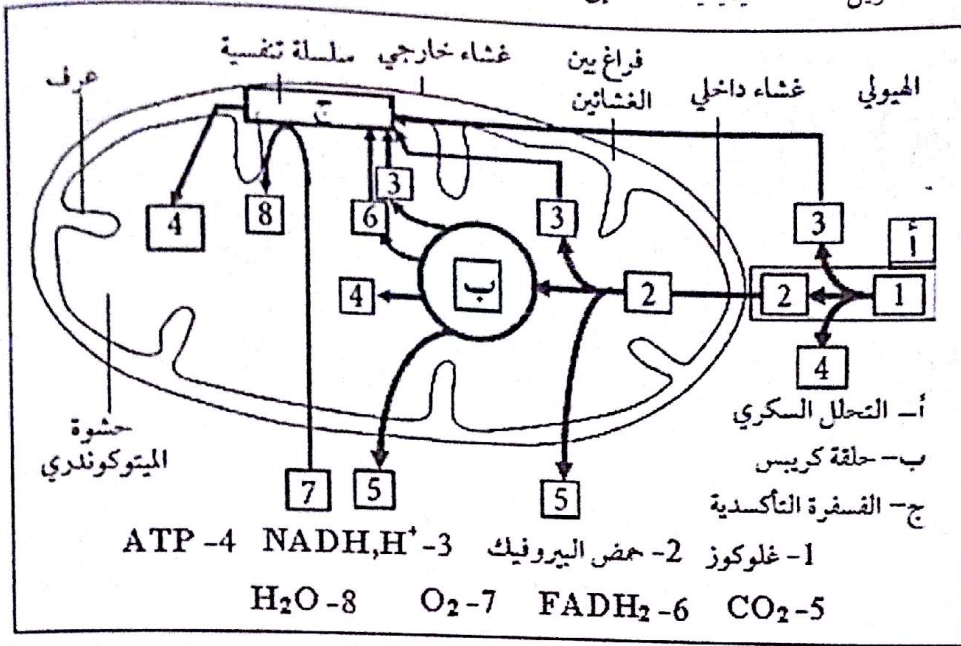 فراغ بين
الغشائين
غشاء خارجي
سلسلة تنفسية
عرف
الهيولي
غشاء داخلي
ج
4
8
6
3
3
3
أ
ب
4
2
2
1
4
حشوة
الميتوكوندري
7
5
5
أ- التحلل السكري
ب- حلقة كريبس
ج- الفسفرة التأكسدية
1- غلوكوز 2- حمض البيروفيك 3- NADH,H⁺ 4- ATP
5- CO₂ 6- FADH₂ 7- O₂ 8- H₂O